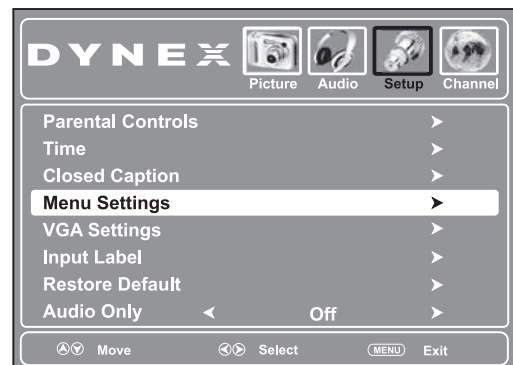 DYNEX
Picture Audio Setup Channel
Parental Controls
Time
Closed Caption
Menu Settings
VGA Settings
Input Label
Restore Default
Audio Only Off
Move Select MENU Exit